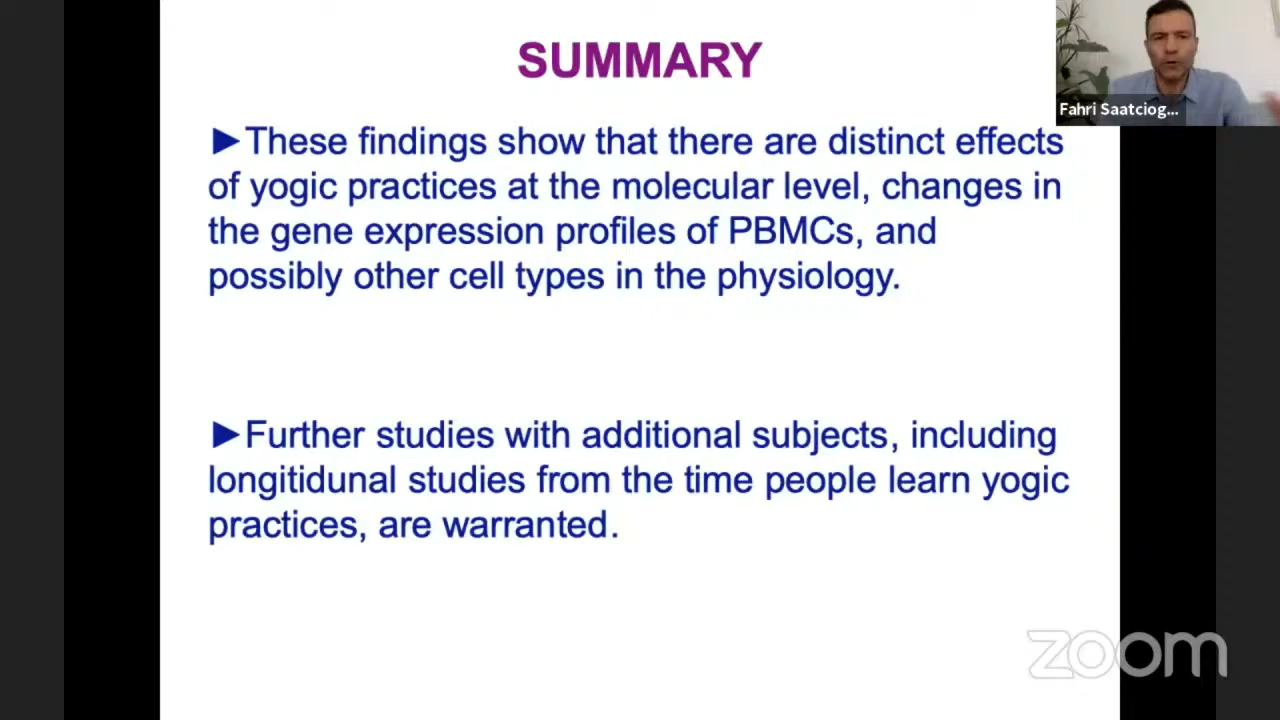 SUMMARY
Fahri Saatciog...
►These findings show that there are distinct effects
of yogic practices at the molecular level, changes in
the gene expression profiles of PBMCs, and
possibly other cell types in the physiology.
►Further studies with additional subjects, including
longitidunal studies from the time people learn yogic
practices, are warranted.
zoom